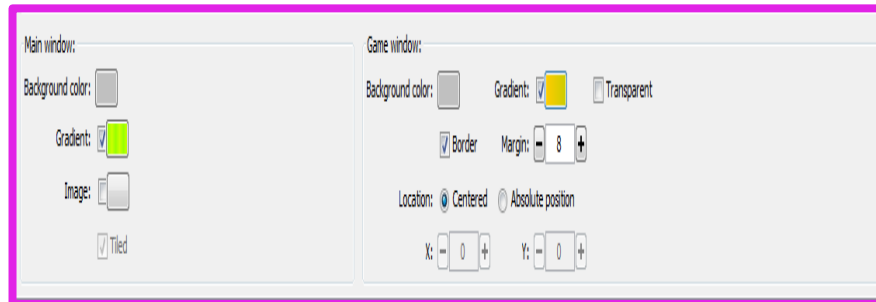 Main window:
Background color:
Gradient:
Image:
Tiled
Game window:
Background color: Gradient: Transparent
Border Margin: - 8 +
Location: Centered Absolute position
X: - 0 + Y: - 0 +